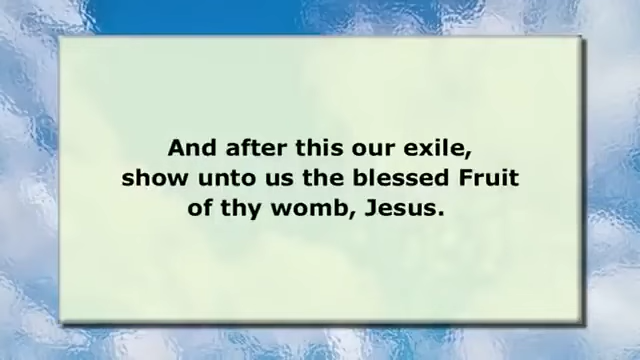 And after this our exile,
show unto us the blessed Fruit
of thy womb, Jesus.